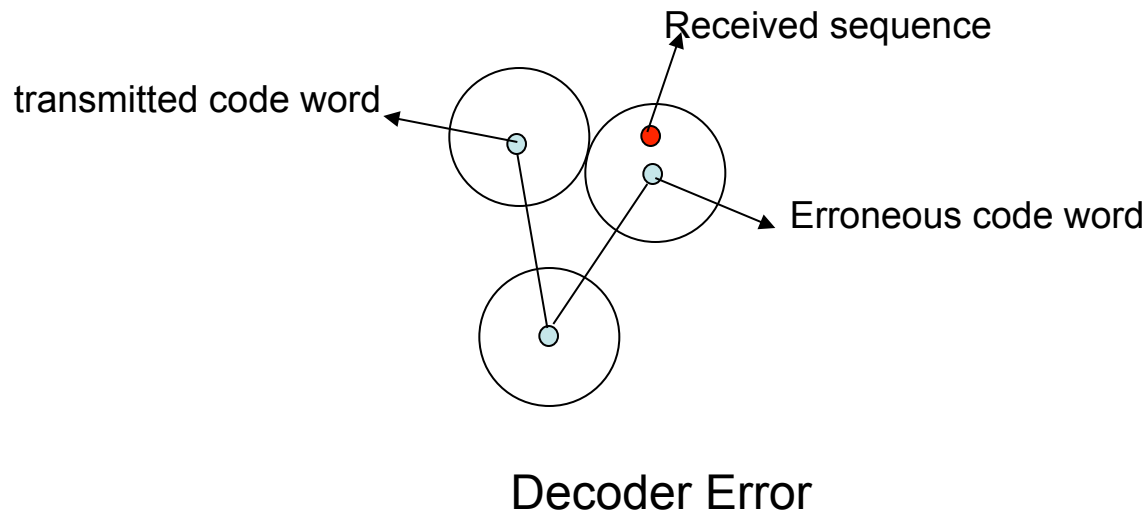 Received sequence
transmitted code word
Erroneous code word
Decoder Error